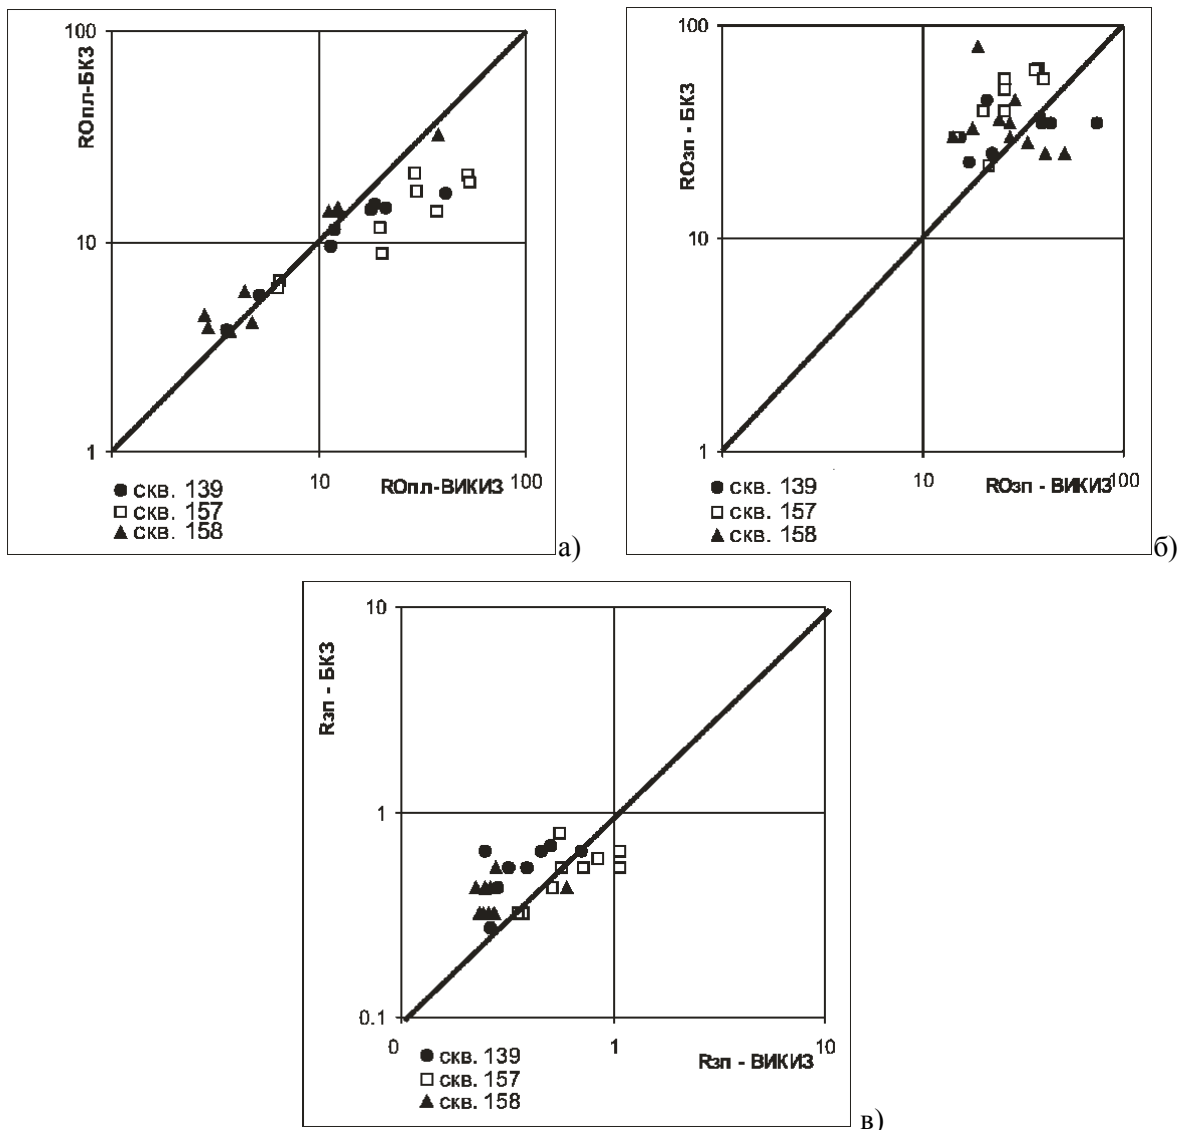 100
ROпл-БКЗ
10
1
10
ROпл-ВИКИЗ
100
скв. 139
скв. 157
скв. 158
а)
100
ROзп - БКЗ
10
1
10
ROзп - ВИКИЗ
100
скв. 139
скв. 157
скв. 158
б)
10
Rзп - БКЗ
1
0.1
0
1
10
Rзп - ВИКИЗ
скв. 139
скв. 157
скв. 158
в)